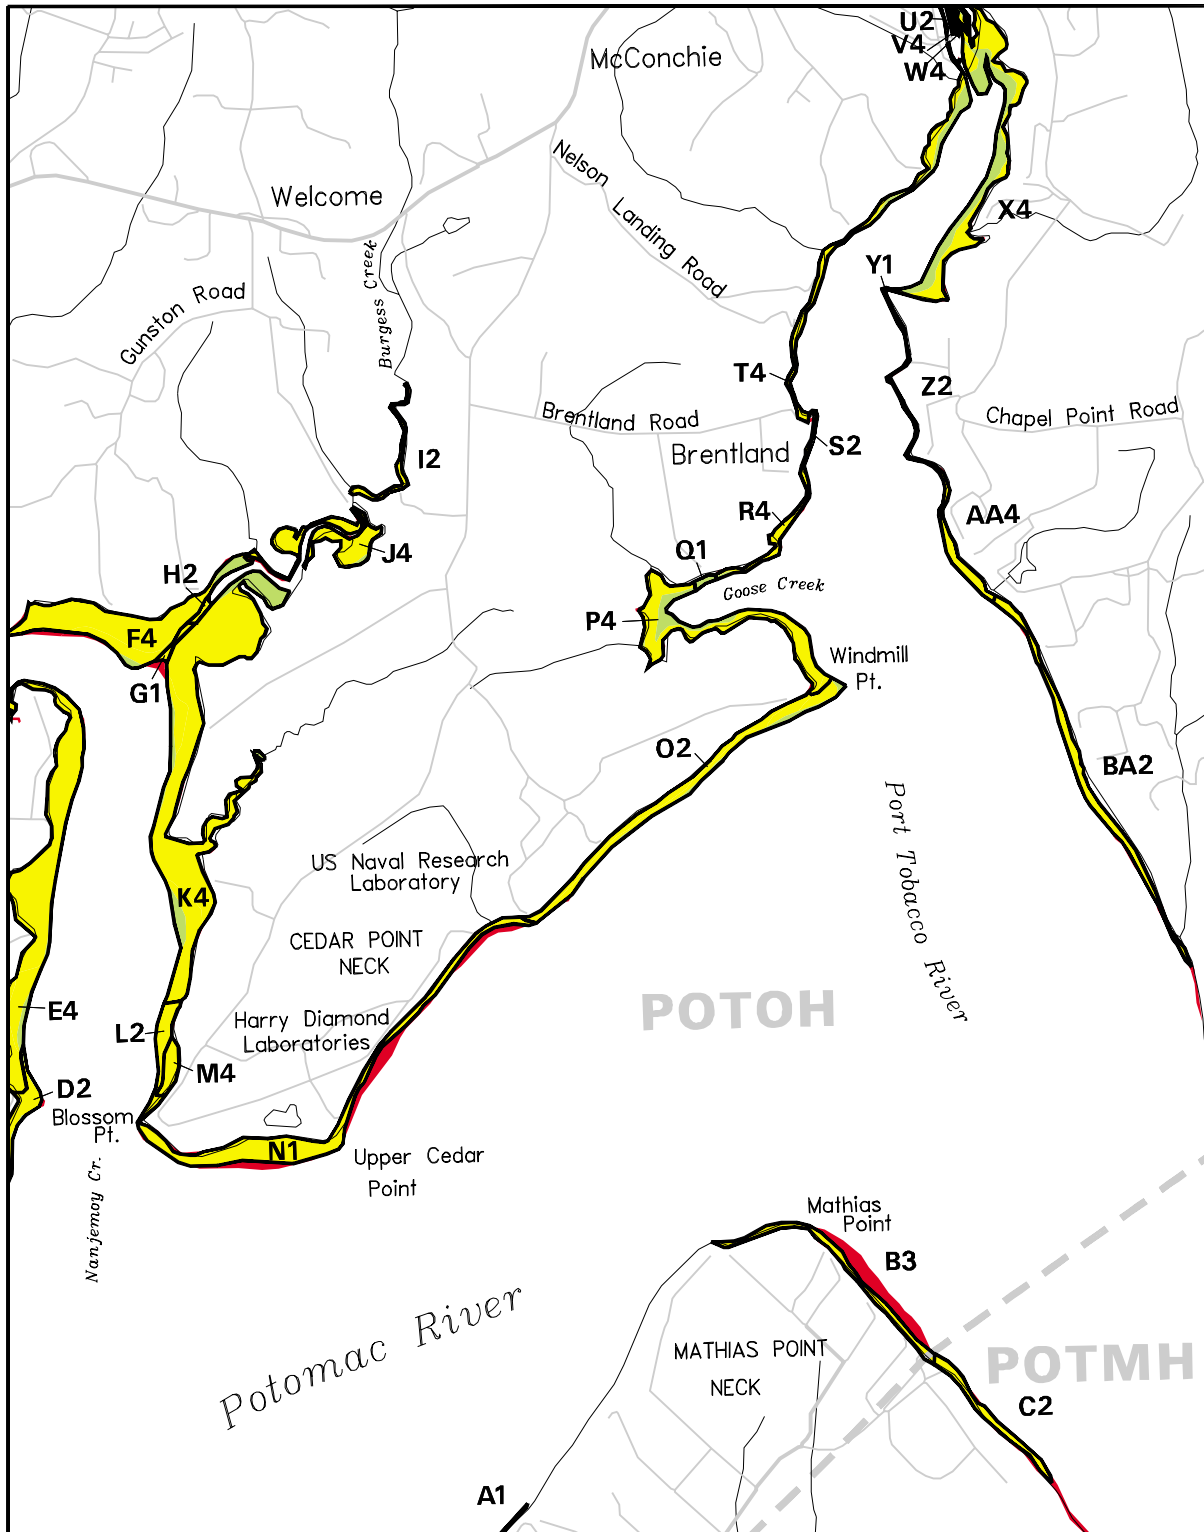 U2
V4
W4
McConchie
Nelson Landing Road
Welcome
X4
Burgess Creek
Y1
Gunston Road
T4
Z2
Brentland Road
Chapel Point Road
S2
Brentland
I2
R4
AA4
J4
Q1
H2
Goose Creek
P4
F4
Windmill
Pt.
G1
O2
BA2
Port Tobacco River
US Naval Research
Laboratory
K4
CEDAR POINT
NECK
E4
POTOH
Harry Diamond
Laboratories
L2
M4
D2
Blossom
Pt.
N1
Upper Cedar
Point
Nanjemoy Cr.
Mathias
Point
B3
Potomac River
MATHIAS POINT
NECK
POTMH
C2
A1